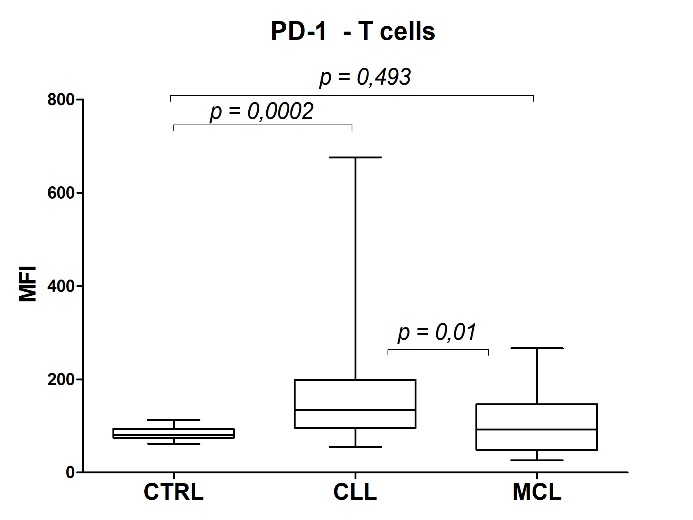 PD-1 - T cells
p = 0,493
p = 0,0002
p = 0,01
MFI
800
600
400
200
0
CTRL CLL MCL